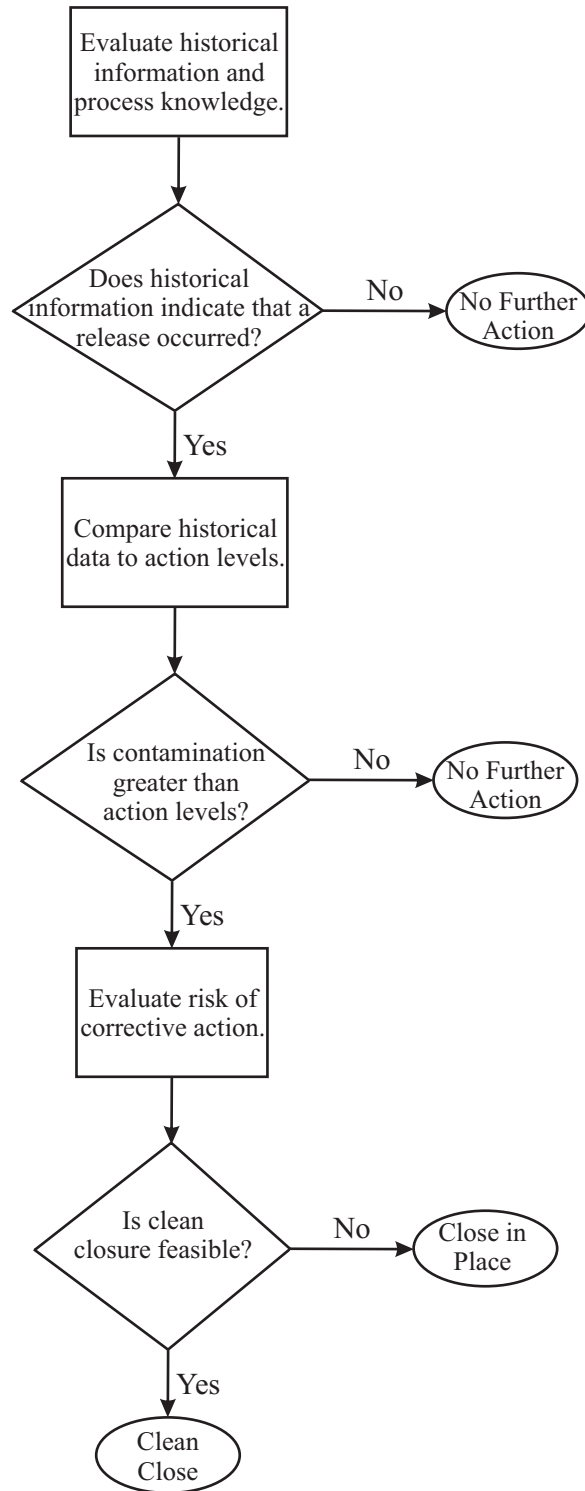 Evaluate historical
information and
process knowledge.
Does historical
information indicate that a
release occurred?
No
No Further
Action
Yes
Compare historical
data to action levels.
Is contamination
greater than
action levels?
No
No Further
Action
Yes
Evaluate risk of
corrective action.
Is clean
closure feasible?
No
Close in
Place
Yes
Clean
Close